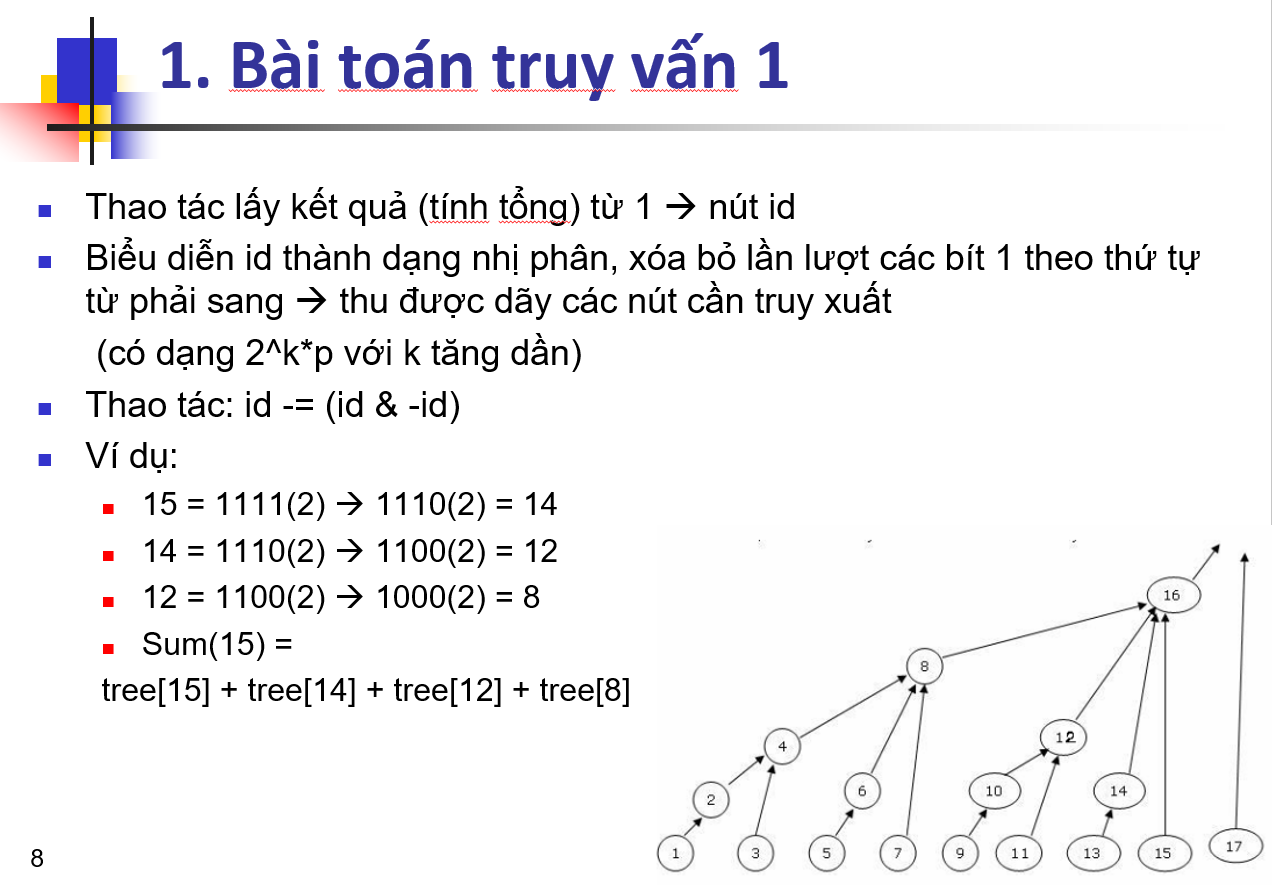 1. Bài toán truy vấn 1
Thao tác lấy kết quả (tính tổng) từ 1 → nút id
Biểu diễn id thành dạng nhị phân, xóa bỏ lần lượt các bít 1 theo thứ tự
từ phải sang → thu được dãy các nút cần truy xuất
(có dạng 2^k*p với k tăng dần)
Thao tác: id -= (id & -id)
Ví dụ:
15 = 1111(2) → 1110(2) = 14
14 = 1110(2) → 1100(2) = 12
12 = 1100(2) → 1000(2) = 8
Sum(15) =
tree[15] + tree[14] + tree[12] + tree[8]
16
8
4 12
2 6 10 14
1 3 5 7 9 11 13 15 17
8